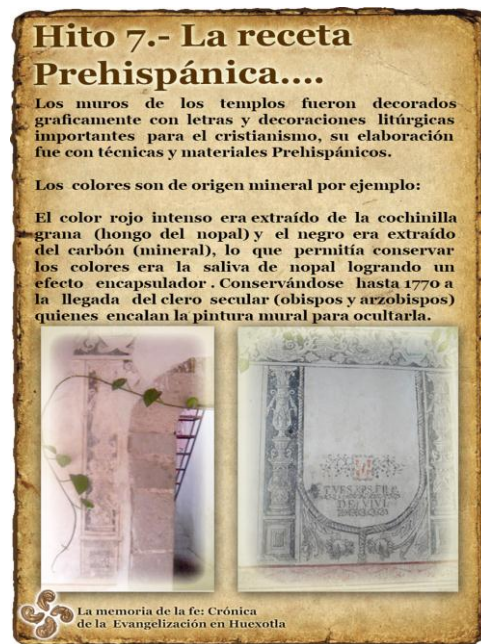 Hito 7.- La receta
Prehispánica....
Los muros de los templos fueron decorados
graficamente con letras y decoraciones litúrgicas
importantes para el cristianismo, su elaboración
fue con técnicas y materiales Prehispánicos.
Los colores son de origen mineral por ejemplo:
El color rojo intenso era extraído de la cochinilla
grana (hongo del nopal) y el negro era extraído
del carbón (mineral), lo que permitía conservar
los colores era la saliva de nopal logrando un
efecto encapsulador . Conservándose hasta 1770 a
la llegada del clero secular (obispos y arzobispos)
quienes encalan la pintura mural para ocultarla.
La memoria de la fe: Crónica
de la Evangelización en Huexotla